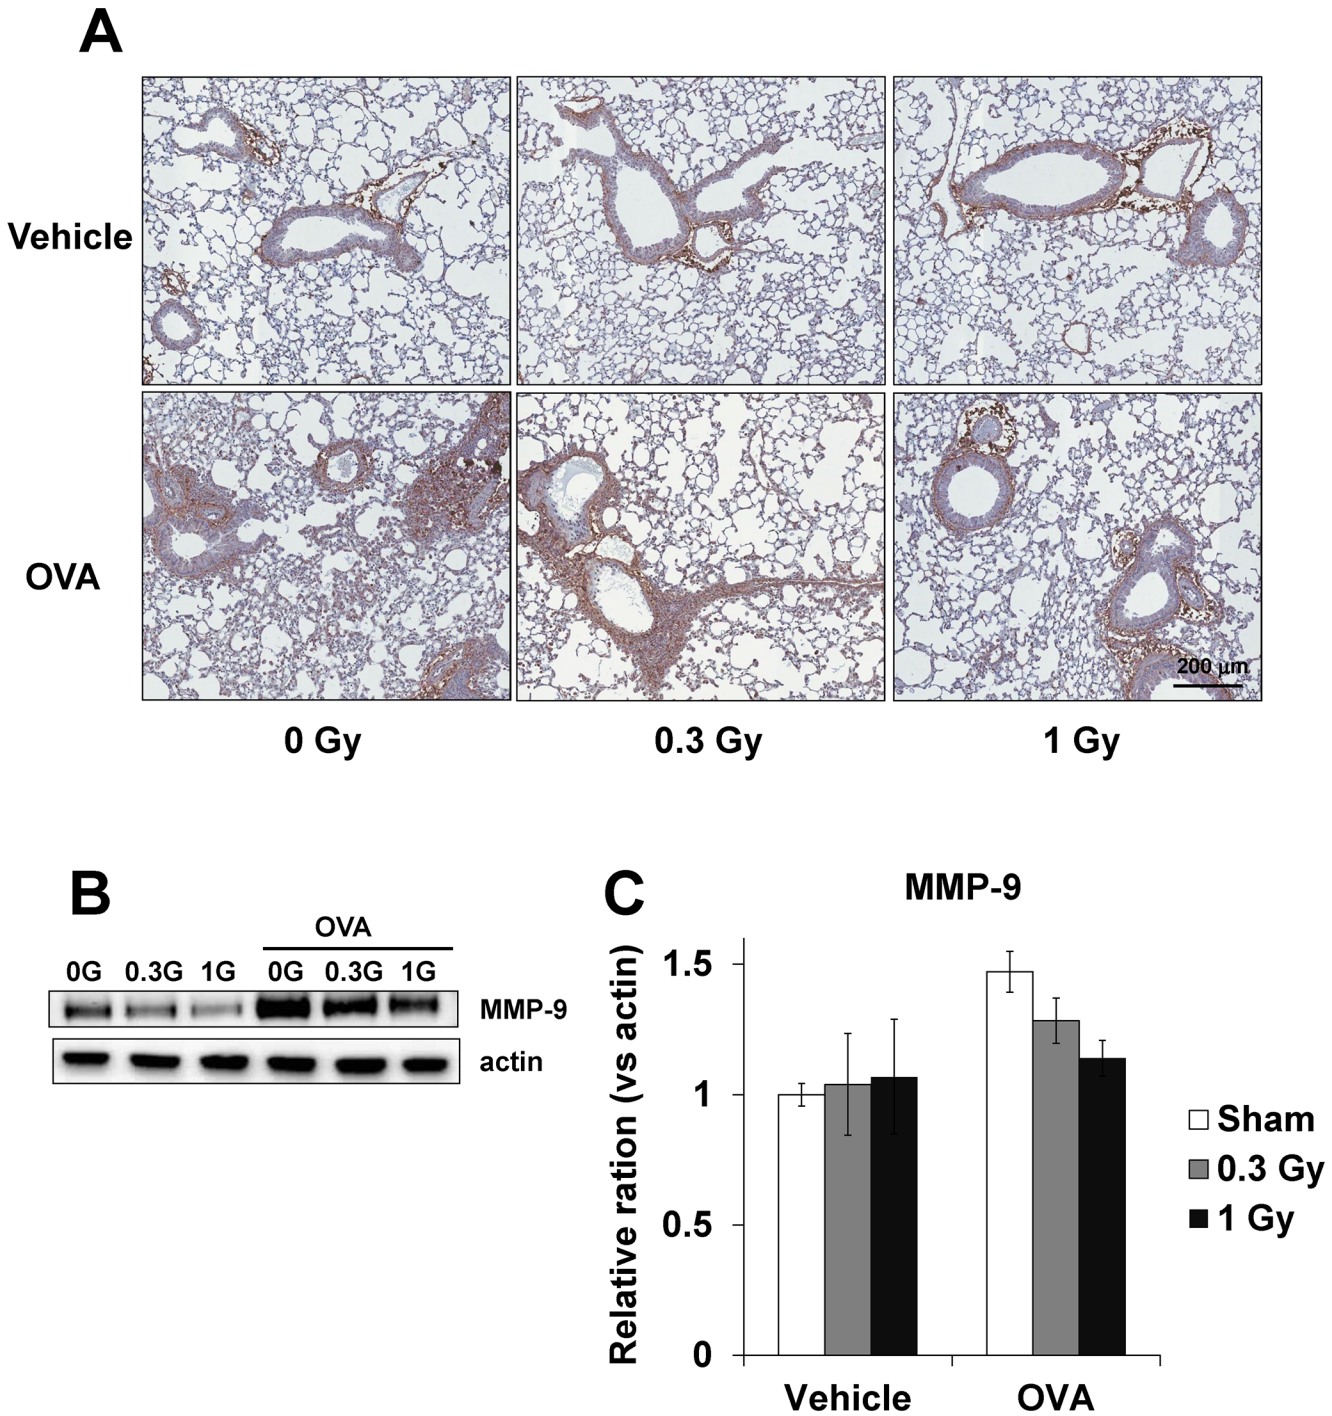 A
Vehicle
OVA
200 μm
0 Gy 0.3 Gy 1 Gy
B
OVA
0G 0.3G 1G 0G 0.3G 1G
MMP-9
actin
C
MMP-9
Relative ration (vs actin)
1.5
1
0.5
0
Vehicle OVA
Sham
0.3 Gy
1 Gy